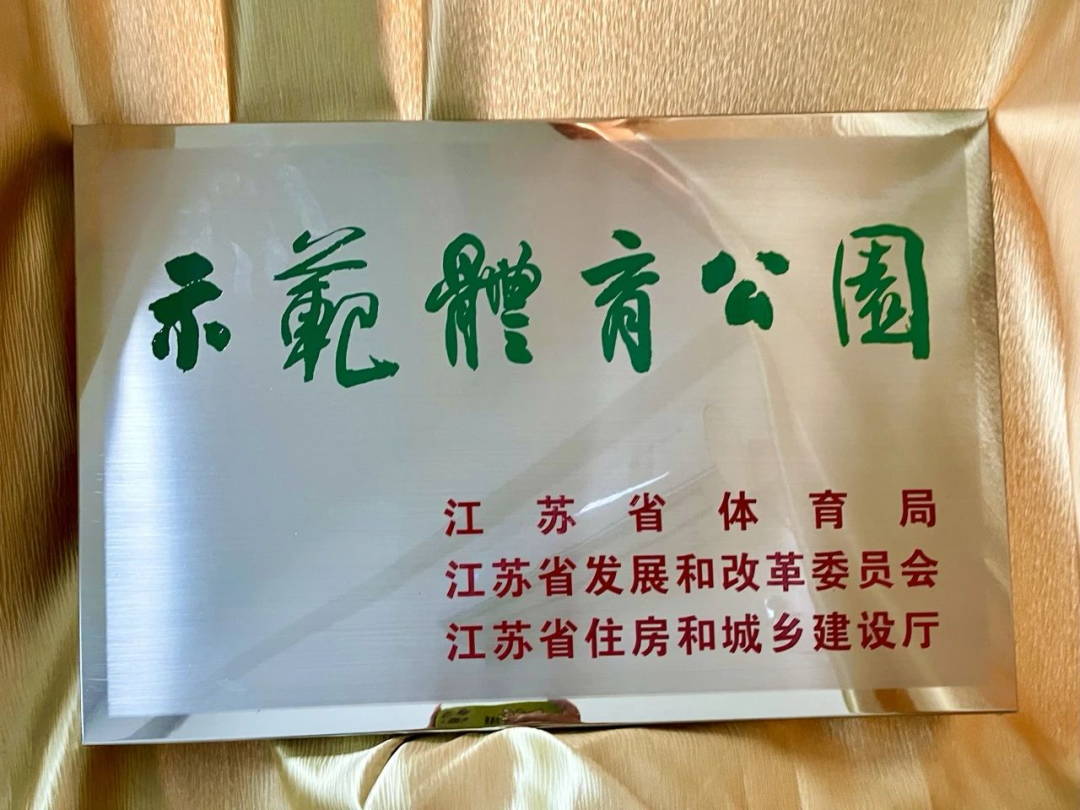 示範體育公園
江苏省体育局
江苏省发展和改革委员会
江苏省住房和城乡建设厅